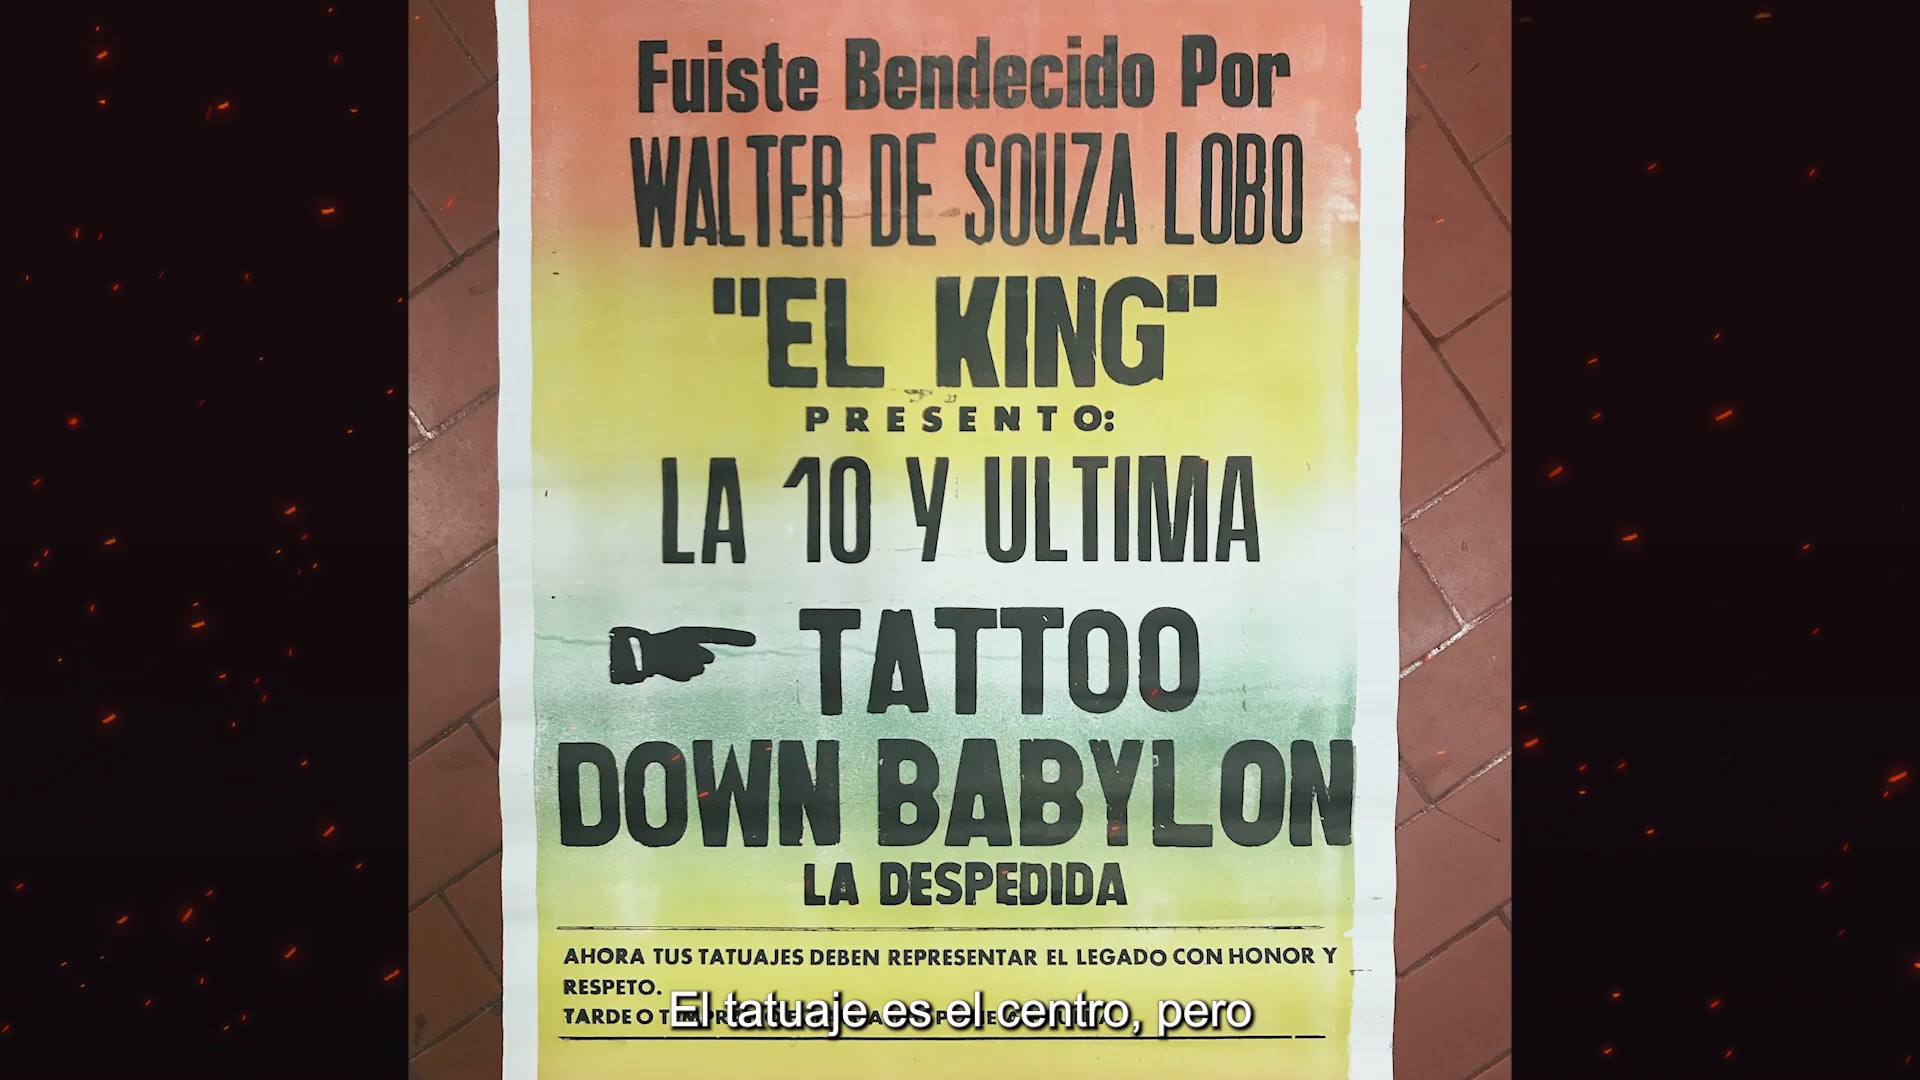 Fuiste Bendecido Por
WALTER DE SOUZA LOBO
"EL KING"
PRESENTO:
LA 10 Y ULTIMA
TATTOO
DOWN BABYLON
LA DESPEDIDA
AHORA TUS TATUAJES DEBEN REPRESENTAR EL LEGADO CON HONOR Y
RESPETO.
TARDE O
El tatuaje es el centro, pero